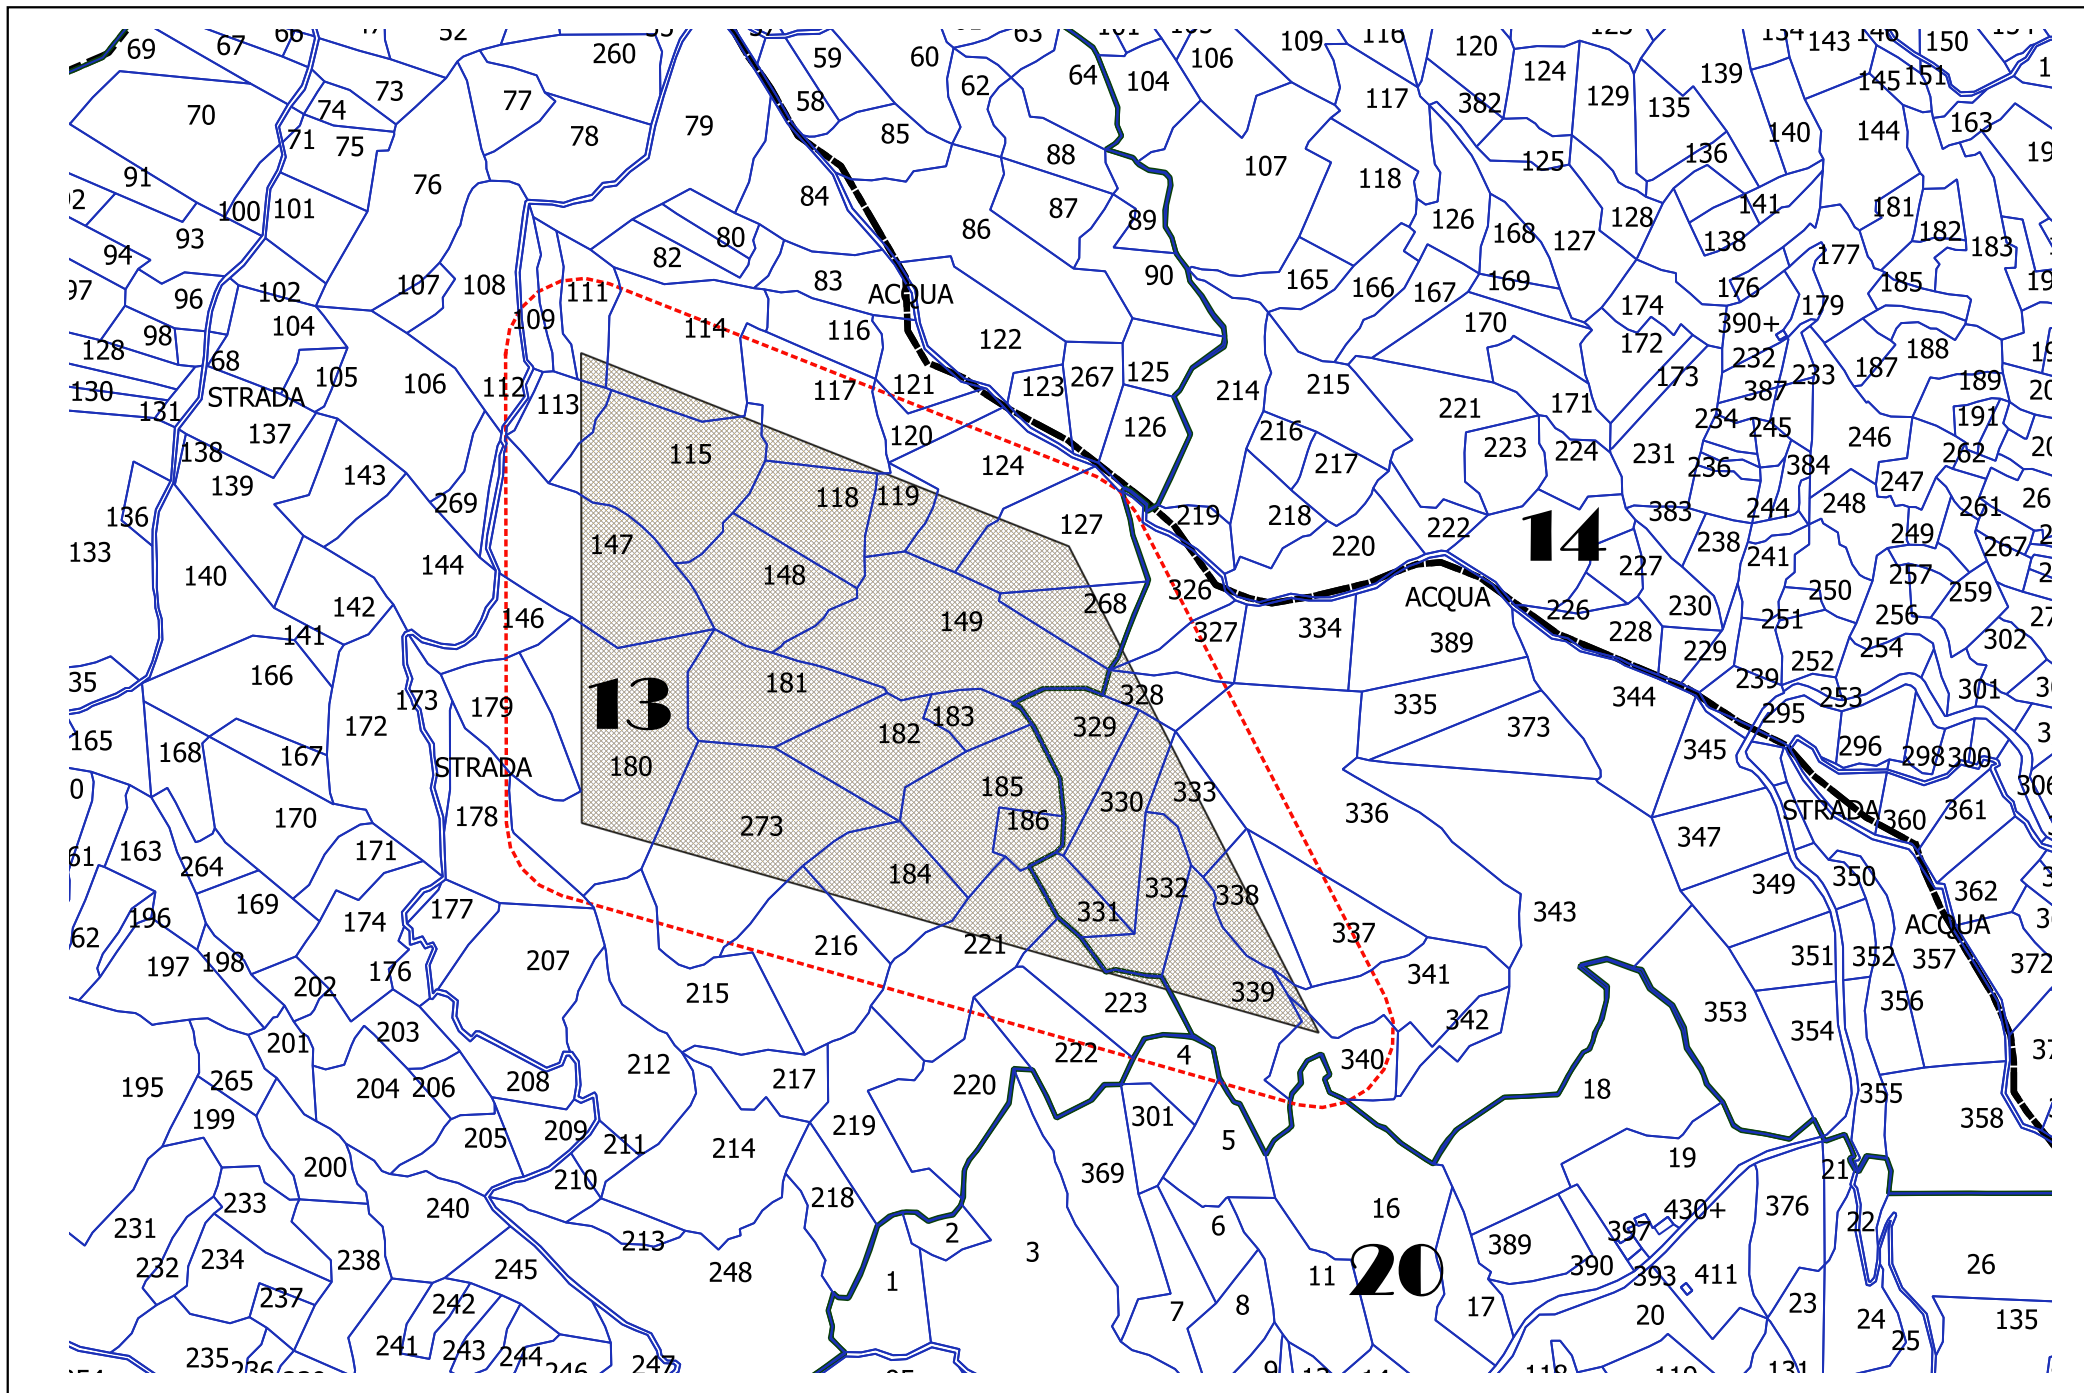 69 67 66 52 260 59 60 63 64 104 106 109 116 120 124 139 143 150
70 74 73 77 78 79 58 85 62 88 107 117 382 129 135 145 151
71 75 76 91 84 87 89 118 125 136 140 144 163
100 101 93 94 80 82 86 126 168 127 128 141 138 181 182 183
96 102 107 108 111 83 ACQUA 90 165 166 167 169 174 176 177 185
98 104 109 114 116 122 170 172 390+ 179
128 68 105 106 112 117 121 123 267 125 214 215 173 232 233 187 188
130 131 STRADA 113 387 189
137 120 126 216 221 171 234 245 191
138 139 143 115 124 217 223 224 231 236 384 246 262
136 269 118 119 127 219 218 222 14 383 244 248 247 261
133 140 144 147 148 220 227 238 241 249 267
142 146 149 268 326 ACQUA 226 230 250 257 259
141 166 327 334 389 228 229 251 256 254 302
35 173 179 181 13 328 335 344 239 252 253 301
165 168 167 172 STRADA 180 182 183 329 373 345 295 296 298 300
170 178 273 185 186 330 333 336 STRADA 360 361 306
163 264 171 184 332 338 347 349 350 362
62 196 169 174 177 331 337 343 ACQUA
197 198 176 207 216 221 341 351 352 357 372
202 215 223 339 342 353 356
201 203 222 4 340 354
195 265 204 206 208 212 217 220 18 355 358
199 205 209 211 214 219 301 5 19 21
200 210 218 369 16
231 233 240 213 2 6 397 430+ 376 22
232 234 238 245 248 1 3 11 20 389 390 393 411 26
237 242 7 8 17 20 23 24 135
235 241 243 244 25